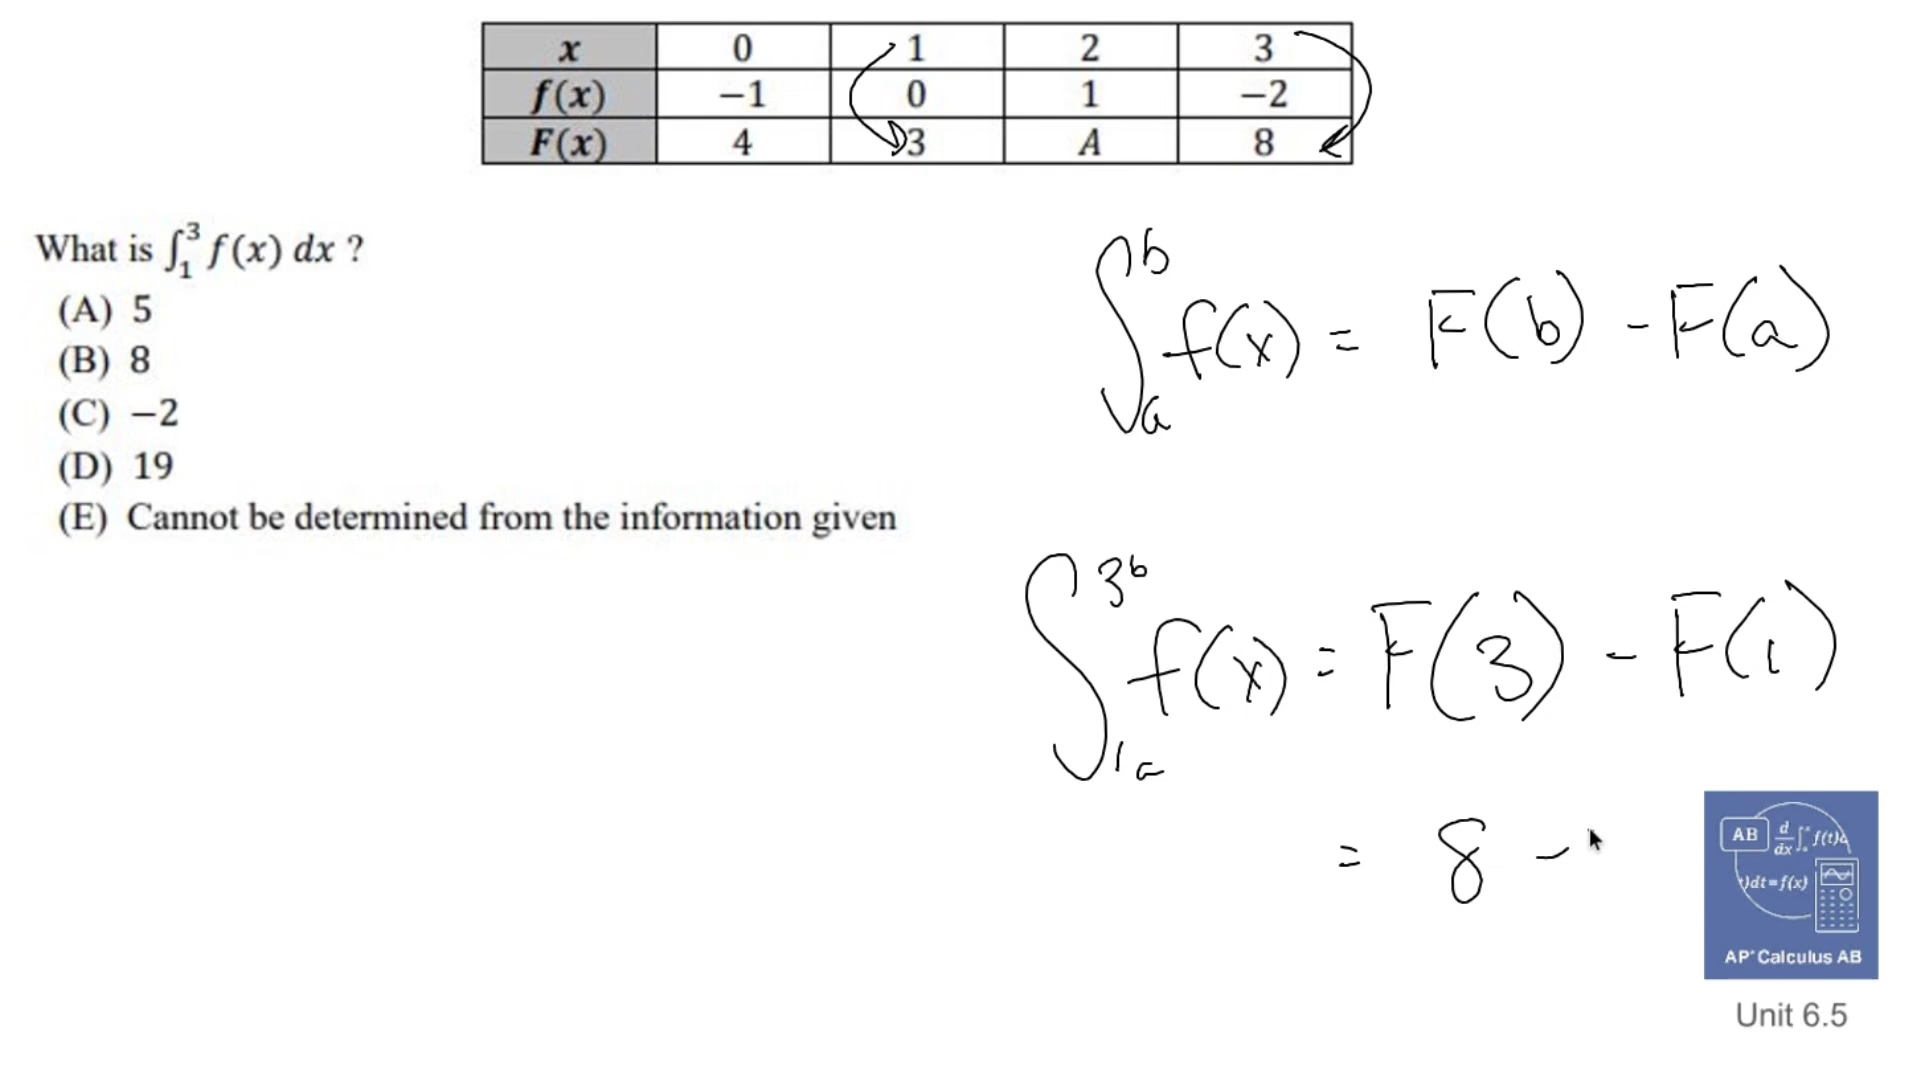 x 0 1 2 3
f(x) −1 0 1 −2
F(x) 4 3 A 8
What is ∫₁³ f(x) dx ?
(A) 5
(B) 8
(C) −2
(D) 19
(E) Cannot be determined from the information given
∫ₐᵇ f(x) = F(b) - F(a)
∫ 3 b 1 a f(x) = F(3) - F(1)
= 8 -
AB d/dx ∫ f(t)d
t)dt=f(x)
AP* Calculus AB
Unit 6.5